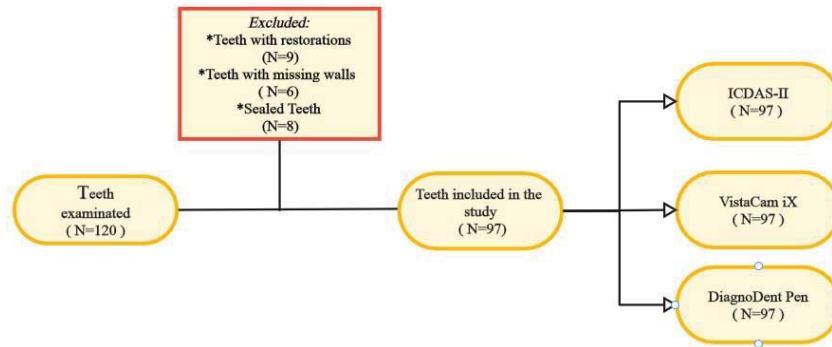 Excluded:
*Teeth with restorations
(N=9)
*Teeth with missing walls
( N=6)
*Sealed Teeth
(N=8)
Teeth
examined
(N=120 )
Teeth included in the
study
(N=97)
ICDAS-II
( N=97 )
VistaCam iX
( N=97 )
DiagnoDent Pen
( N=97 )